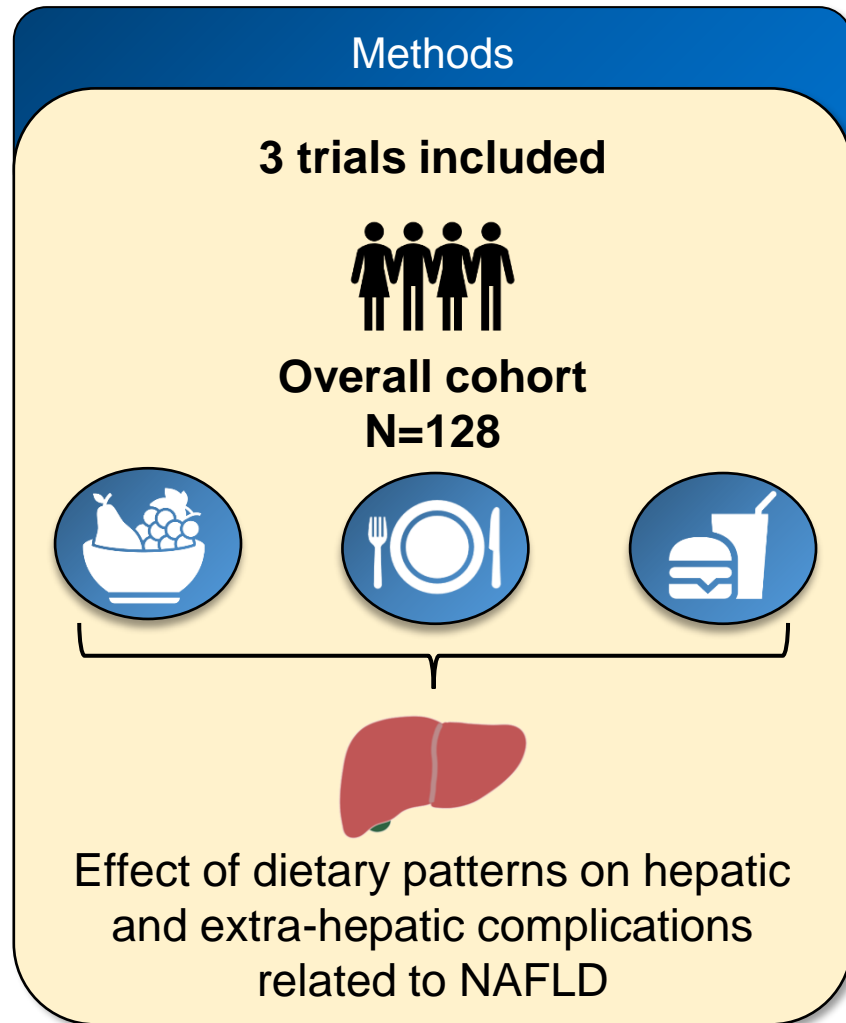 Methods
3 trials included
Overall cohort
N=128
Effect of dietary patterns on hepatic
and extra-hepatic complications
related to NAFLD